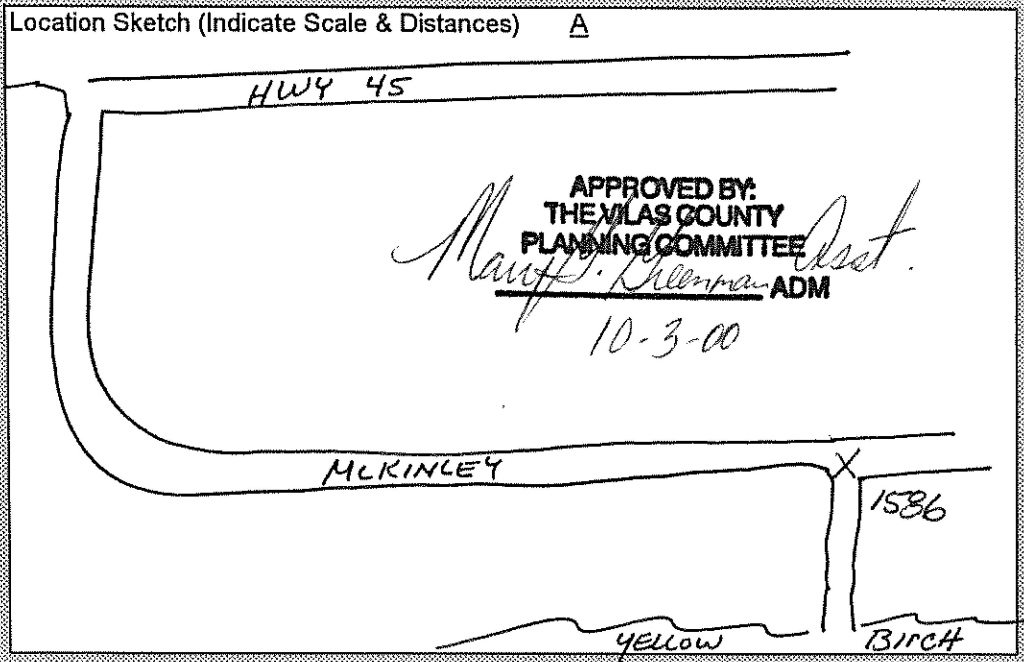 Location Sketch (Indicate Scale & Distances) A
HWY 45
APPROVED BY:
THE VILAS COUNTY
PLANNING COMMITTEE Asst.
Greenman ADM
10-3-00
MCKINLEY
X
1586
YELLOW BIRCH